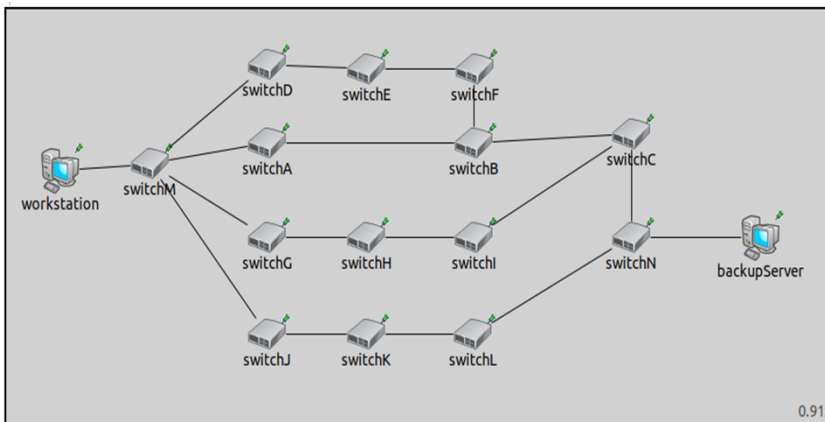 switchD
switchE
switchF
workstation
switchM
switchA
switchB
switchC
switchG
switchH
switchI
switchN
backupServer
switchJ
switchK
switchL
0.91